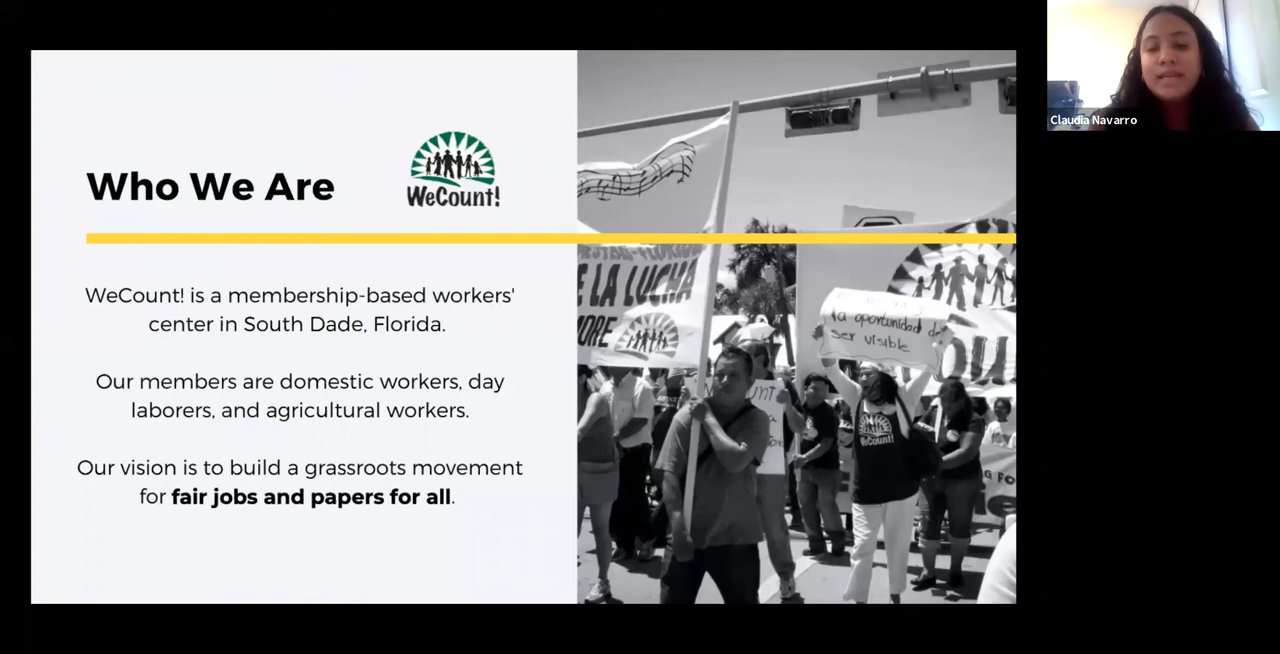 Who We Are
WeCount!
WeCount! is a membership-based workers'
center in South Dade, Florida.
Our members are domestic workers, day
laborers, and agricultural workers.
Our vision is to build a grassroots movement
for fair jobs and papers for all.
LA LUCHA
la oportunidad de
ser visible
WeCount!
Claudia Navarro